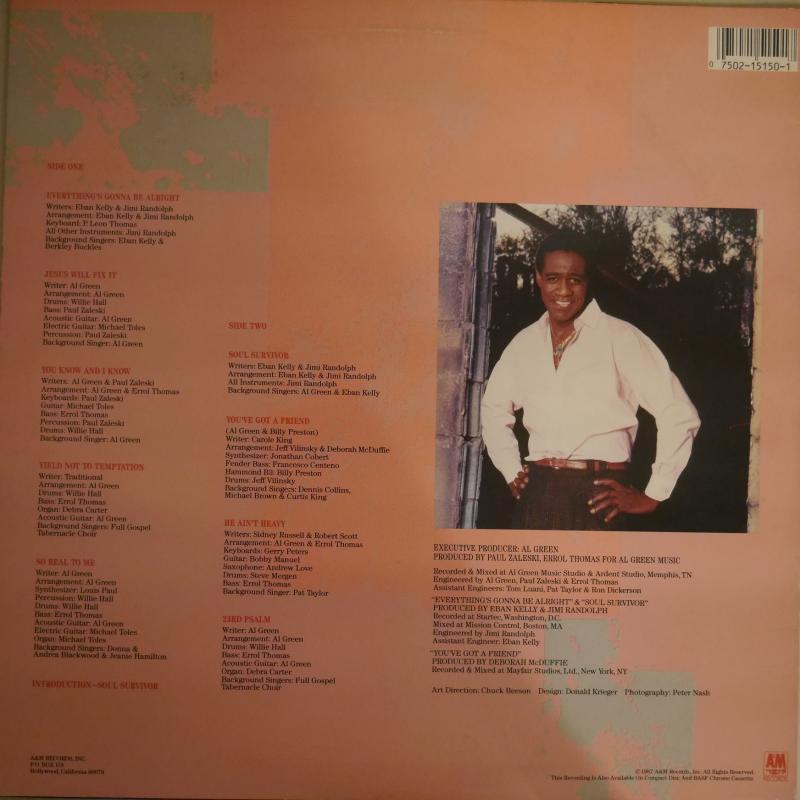 0 7502-15150-1
SIDE ONE
EVERYTHING'S GONNA BE ALRIGHT
Writers: Eban Kelly & Jimi Randolph
Arrangement: Eban Kelly & Jimi Randolph
Keyboard: P. Leon Thomas
All Other Instruments: Jimi Randolph
Background Singers: Eban Kelly &
Berkley Buckles
JESUS WILL FIX IT
Writer: Al Green
Arrangement: Al Green
Drums: Willie Hall
Bass: Paul Zaleski
Acoustic Guitar: Al Green
Electric Guitar: Michael Toles
Percussion: Paul Zaleski
Background Singer: Al Green
YOU KNOW AND I KNOW
Writers: Al Green & Paul Zaleski
Arrangement: Al Green & Errol Thomas
Keyboards: Paul Zaleski
Guitar: Michael Toles
Bass: Errol Thomas
Percussion: Paul Zaleski
Drums: Willie Hall
Background Singer: Al Green
YIELD NOT TO TEMPTATION
Writer: Traditional
Arrangement: Al Green
Drums: Willie Hall
Bass: Errol Thomas
Organ: Debra Carter
Acoustic Guitar: Al Green
Background Singers: Full Gospel
Tabernacle Choir
SO REAL TO ME
Writer: Al Green
Arrangement: Al Green
Synthesizer: Louis Paul
Percussion: Willie Hall
Drums: Willie Hall
Bass: Errol Thomas
Acoustic Guitar: Al Green
Electric Guitar: Michael Toles
Organ: Michael Toles
Background Singers: Donna &
Andrea Blackwood & Jeanie Hamilton
INTRODUCTION—SOUL SURVIVOR
SIDE TWO
SOUL SURVIVOR
Writers: Eban Kelly & Jimi Randolph
Arrangement: Eban Kelly & Jimi Randolph
All Instruments: Jimi Randolph
Background Singers: Al Green & Eban Kelly
YOU'VE GOT A FRIEND
(Al Green & Billy Preston)
Writer: Carole King
Arrangement: Jeff Vilinsky & Deborah McDuffie
Synthesizer: Jonathan Cobert
Fender Bass: Francesco Centeno
Hammond B3: Billy Preston
Drums: Jeff Vilinsky
Background Singers: Dennis Collins,
Michael Brown & Curtis King
HE AIN'T HEAVY
Writers: Sidney Russell & Robert Scott
Arrangement: Al Green & Errol Thomas
Keyboards: Gerry Peters
Guitar: Bobby Manuel
Saxophone: Andrew Love
Drums: Steve Mergen
Bass: Errol Thomas
Background Singer: Pat Taylor
23RD PSALM
Writer: Al Green
Arrangement: Al Green
Drums: Willie Hall
Bass: Errol Thomas
Acoustic Guitar: Al Green
Organ: Debra Carter
Background Singers: Full Gospel
Tabernacle Choir
EXECUTIVE PRODUCER: AL GREEN
PRODUCED BY PAUL ZALESKI, ERROL THOMAS FOR AL GREEN MUSIC
Recorded & Mixed at Al Green Music Studio & Ardent Studio, Memphis, TN
Engineered by Al Green, Paul Zaleski & Errol Thomas
Assistant Engineers: Tom Luani, Pat Taylor & Ron Dickerson
"EVERYTHING'S GONNA BE ALRIGHT" & "SOUL SURVIVOR"
PRODUCED BY EBAN KELLY & JIMI RANDOLPH
Recorded at Startec, Washington, D.C.
Mixed at Mission Control, Boston, MA
Engineered by Jimi Randolph
Assistant Engineer: Eban Kelly
"YOU'VE GOT A FRIEND"
PRODUCED BY DEBORAH McDUFFIE
Recorded & Mixed at Mayfair Studios, Ltd., New York, NY
Art Direction: Chuck Beeson Design: Donald Krieger Photography: Peter Nash
A&M RECORDS, INC.
P.O. BOX 118
Hollywood, California 90078
© 1987 A&M Records, Inc. All Rights Reserved.
This Recording is Also Available On Compact Disc And BASF Chrome Cassette
AM
RECORDS